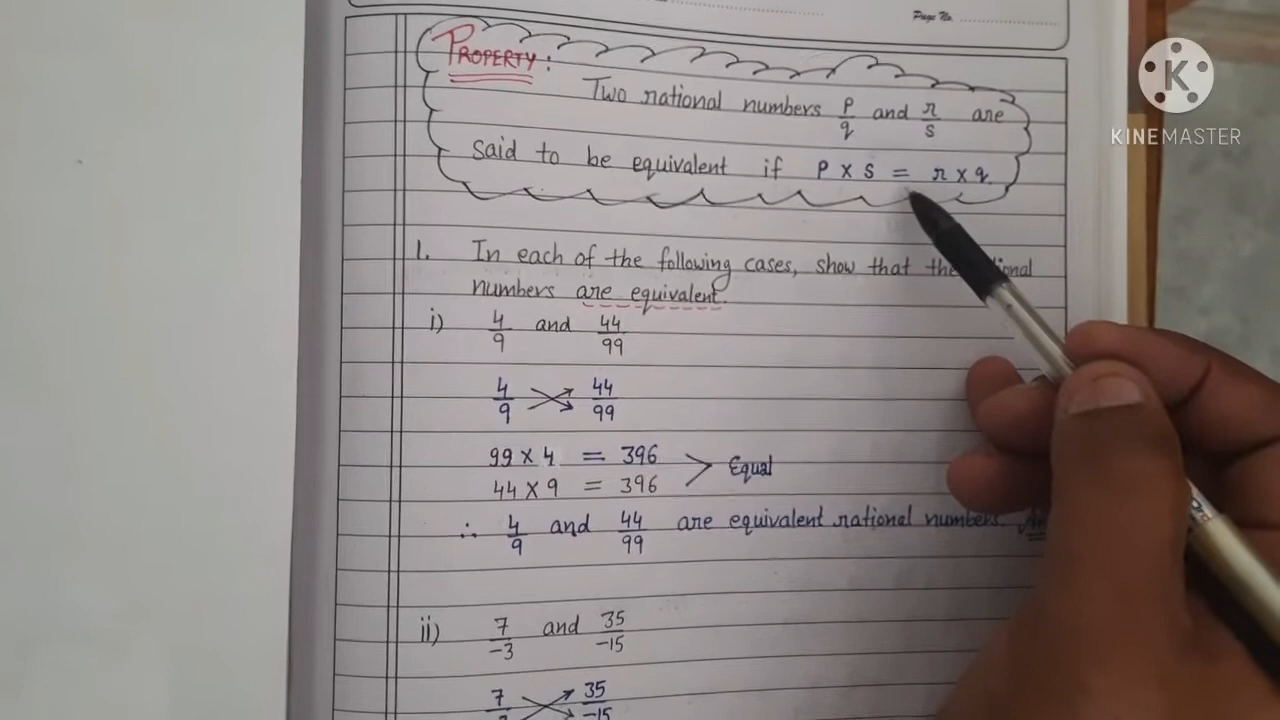 Page No.
KINEMASTER
PROPERTY:
Two rational numbers p/q and r/s are
said to be equivalent if P × S = r × q.
1. In each of the following cases, show that the rational
numbers are equivalent.
i) 4/9 and 44/99
4/9 44/99
99 × 4 = 396
44 × 9 = 396 > Equal
∴ 4/9 and 44/99 are equivalent rational numbers.
ii) 7/-3 and 35/-15
7/-3 35/-15